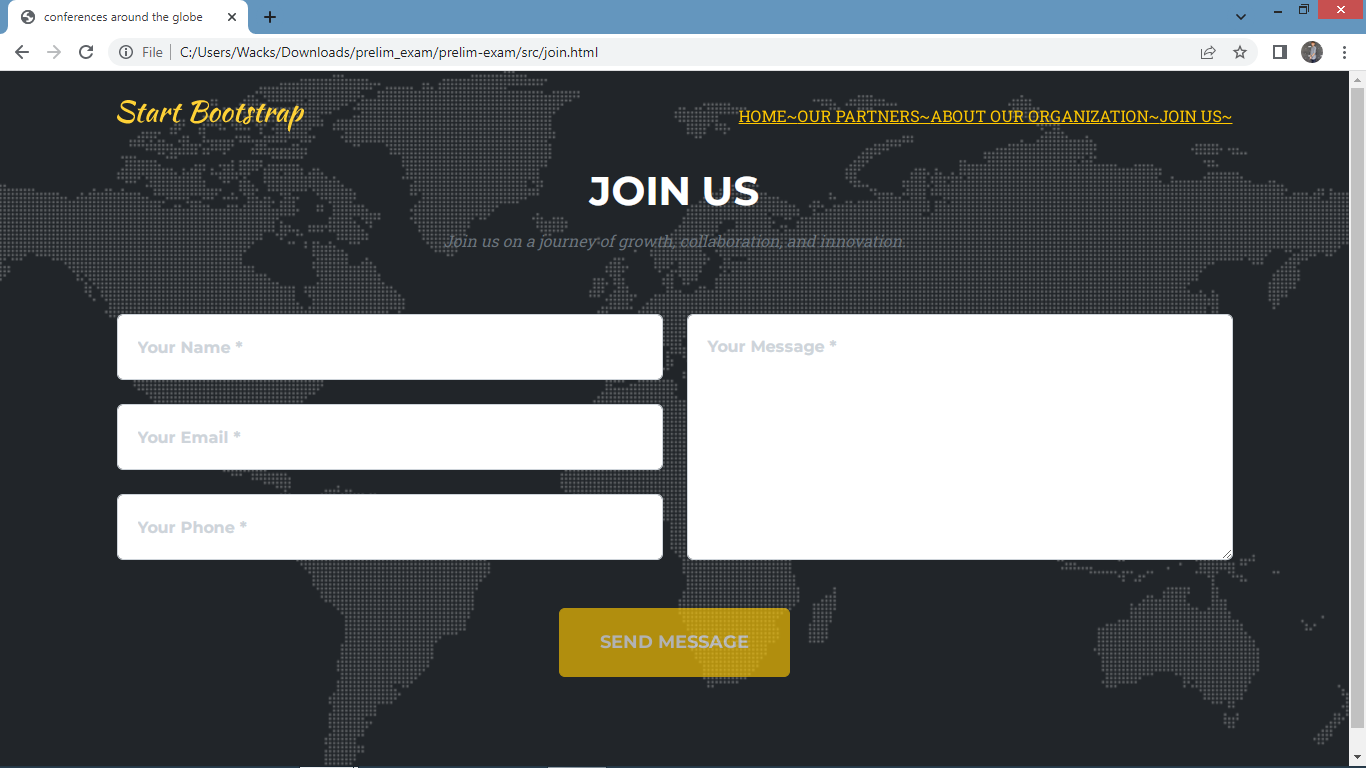 conferences around the globe
File C:/Users/Wacks/Downloads/prelim_exam/prelim-exam/src/join.html
Start Bootstrap
HOME~OUR PARTNERS~ABOUT OUR ORGANIZATION~JOIN US~
JOIN US
Join us on a journey of growth, collaboration, and innovation
Your Name *
Your Message *
Your Email *
Your Phone *
SEND MESSAGE